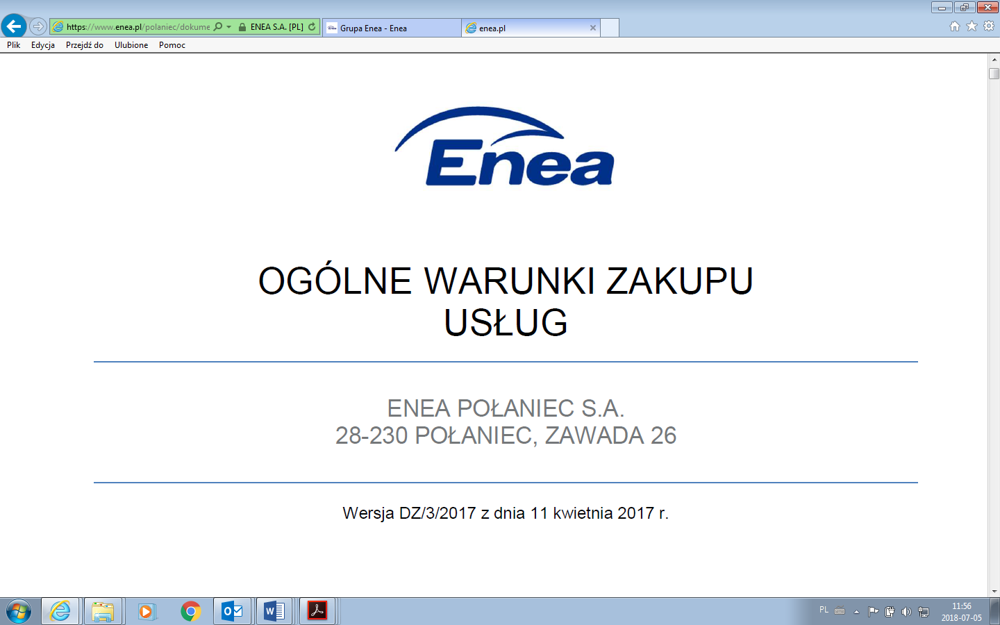 https://www.enea.pl/polaniec/dokume
ENEA S.A. [PL]
Grupa Enea - Enea
enea.pl
Plik Edycja Przejdź do Ulubione Pomoc
Enea
OGÓLNE WARUNKI ZAKUPU
USŁUG
ENEA POŁANIEC S.A.
28-230 POŁANIEC, ZAWADA 26
Wersja DZ/3/2017 z dnia 11 kwietnia 2017 r.
PL
11:56
2018-07-05